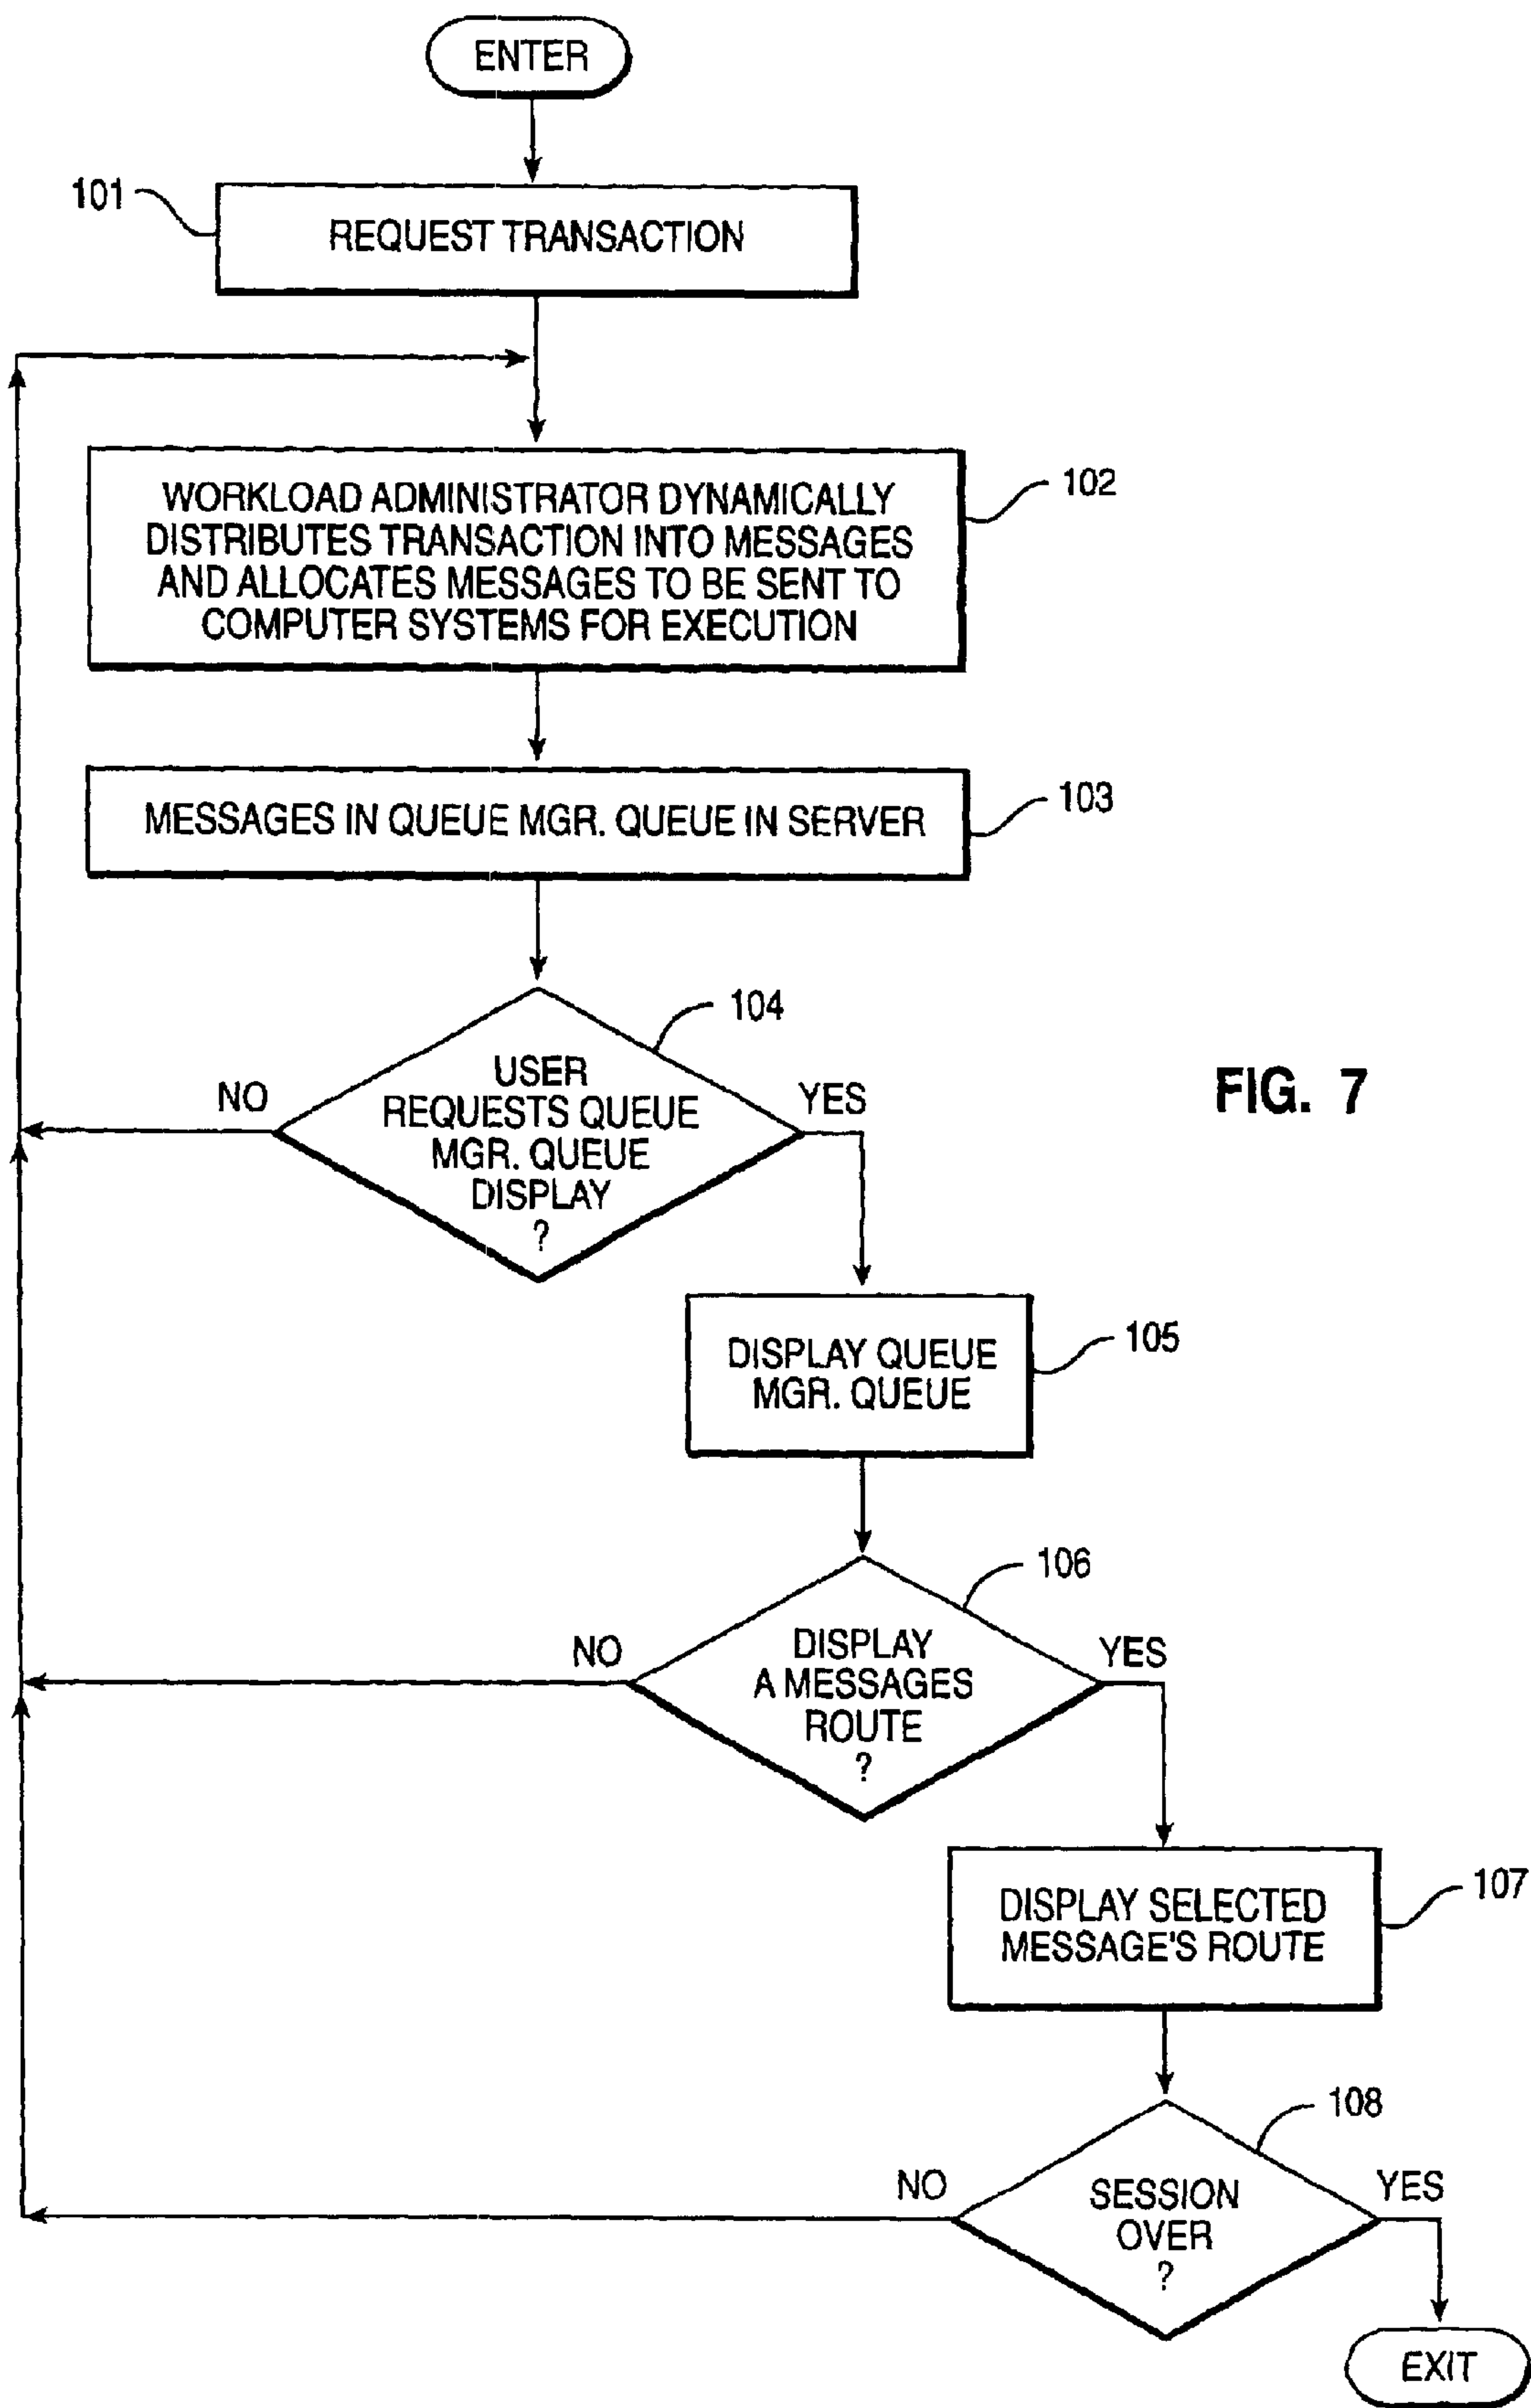 ENTER
101
REQUEST TRANSACTION
102
WORKLOAD ADMINISTRATOR DYNAMICALLY
DISTRIBUTES TRANSACTION INTO MESSAGES
AND ALLOCATES MESSAGES TO BE SENT TO
COMPUTER SYSTEMS FOR EXECUTION
103
MESSAGES IN QUEUE MGR. QUEUE IN SERVER
104
USER
REQUESTS QUEUE
MGR. QUEUE
DISPLAY
?
NO
YES
FIG. 7
105
DISPLAY QUEUE
MGR. QUEUE
106
DISPLAY
A MESSAGES
ROUTE
?
NO
YES
107
DISPLAY SELECTED
MESSAGE'S ROUTE
108
SESSION
OVER
?
NO
YES
EXIT